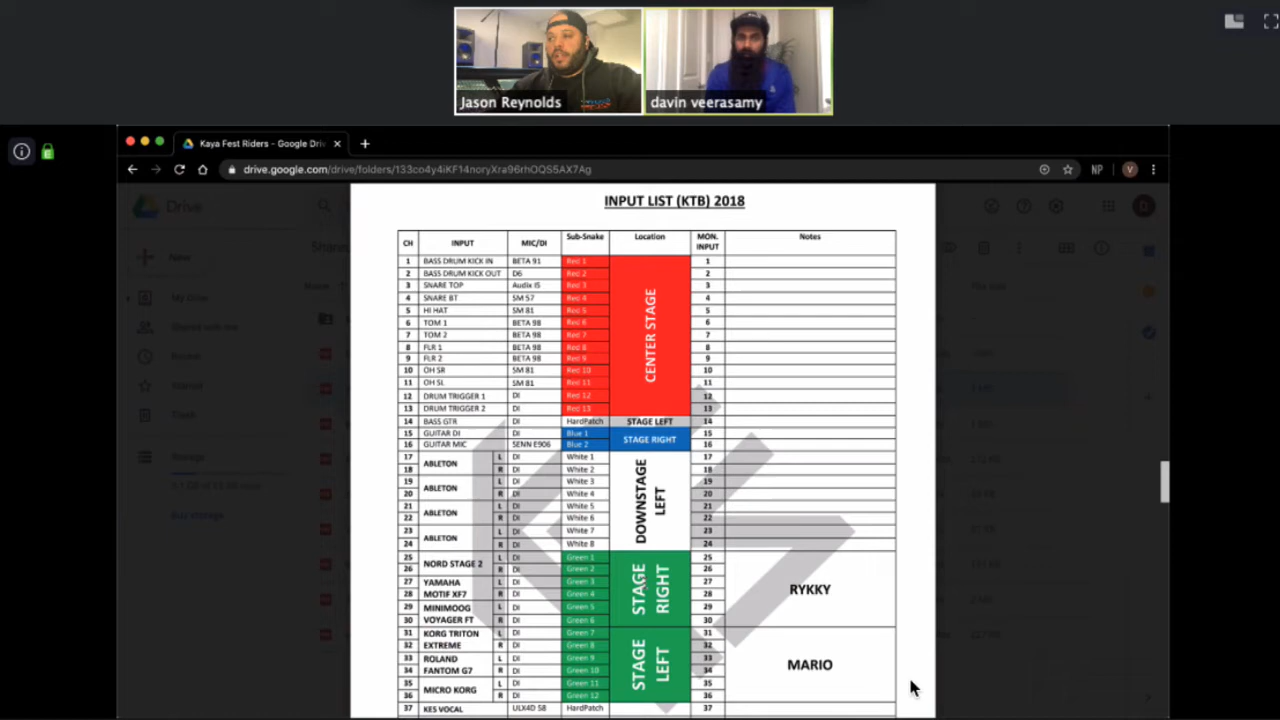 Jason Reynolds
davin veerasamy
Kaya Fest Riders - Google Dri
drive.google.com/drive/folders/133co4y4iKF14noryXra96rhOQS5AX7Ag
NP
V
Drive
New
My Drive
Shared with me
Recent
Starred
Trash
Storage
Buy storage
INPUT LIST (KTB) 2018
CH INPUT MIC/DI Sub-Snake Location MON. INPUT Notes
1 BASS DRUM KICK IN BETA 91 Red 1 1
2 BASS DRUM KICK OUT D6 Red 2 2
3 SNARE TOP Audix I5 Red 3 3
4 SNARE BT SM 57 Red 4 4
5 HI HAT SM 81 Red 5 5
6 TOM 1 BETA 98 Red 6 6
7 TOM 2 BETA 98 Red 7 7
8 FLR 1 BETA 98 Red 8 8
9 FLR 2 BETA 98 Red 9 9
10 OH SR SM 81 Red 10 10
11 OH SL SM 81 Red 11 11
12 DRUM TRIGGER 1 DI Red 12 12
13 DRUM TRIGGER 2 DI Red 13 13
CENTER STAGE
14 BASS GTR DI HardPatch STAGE LEFT 14
15 GUITAR DI DI Blue 1 15
16 GUITAR MIC SENN E906 Blue 2 16
STAGE RIGHT
17 ABLETON L DI White 1 17
18 R DI White 2 18
19 ABLETON L DI White 3 19
20 R DI White 4 20
21 ABLETON L DI White 5 21
22 R DI White 6 22
23 ABLETON L DI White 7 23
24 R DI White 8 24
DOWNSTAGE LEFT
25 NORD STAGE 2 L DI Green 1 25
26 R DI Green 2 26
27 YAMAHA L DI Green 3 27
28 MOTIF XF7 R DI Green 4 28
29 MINIMOOG L DI Green 5 29
30 VOYAGER FT R DI Green 6 30
STAGE RIGHT
RYKKY
31 KORG TRITON L DI Green 7 31
32 EXTREME R DI Green 8 32
33 ROLAND L DI Green 9 33
34 FANTOM G7 R DI Green 10 34
35 MICRO KORG L DI Green 11 35
36 R DI Green 12 36
STAGE LEFT
MARIO
37 KES VOCAL ULX4D 58 HardPatch 37